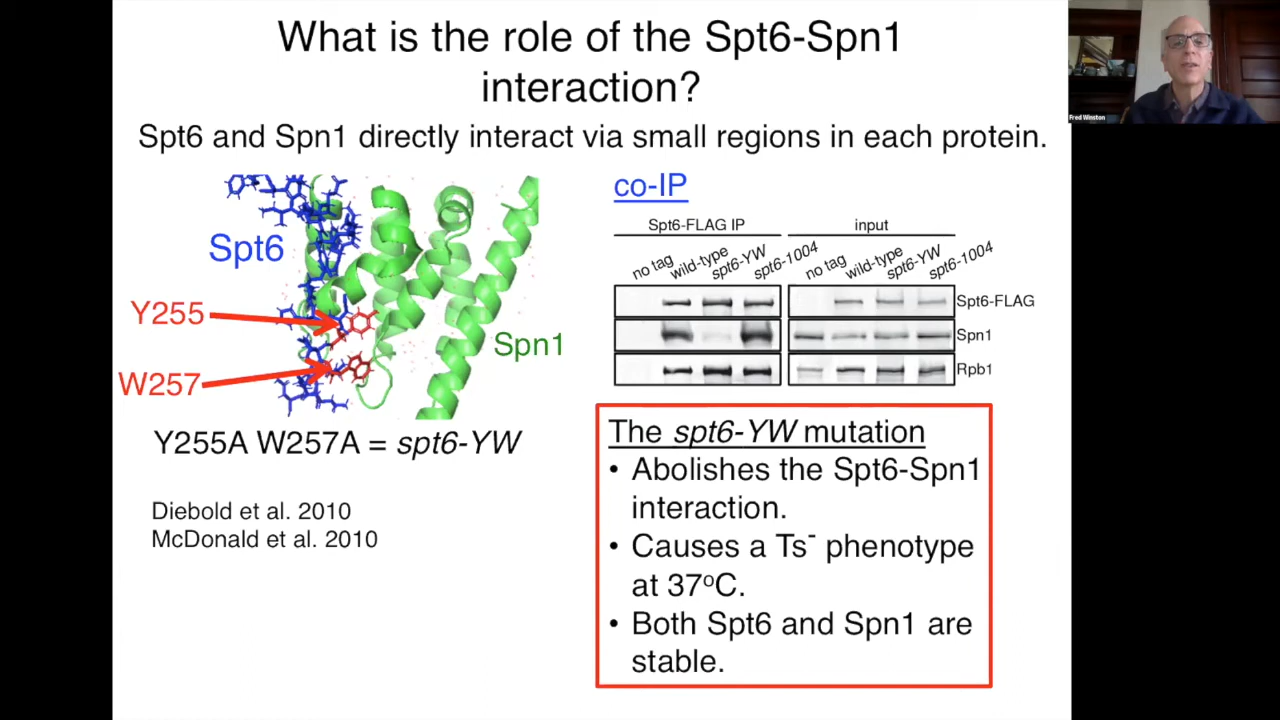 What is the role of the Spt6-Spn1
interaction?
Spt6 and Spn1 directly interact via small regions in each protein.
Spt6
Y255
W257
Spn1
Y255A W257A = spt6-YW
Diebold et al. 2010
McDonald et al. 2010
co-IP
Spt6-FLAG IP
input
no tag
wild-type
spt6-YW
spt6-1004
no tag
wild-type
spt6-YW
spt6-1004
Spt6-FLAG
Spn1
Rpb1
The spt6-YW mutation
• Abolishes the Spt6-Spn1
interaction.
• Causes a Ts⁻ phenotype
at 37ºC.
• Both Spt6 and Spn1 are
stable.
Fred Winston